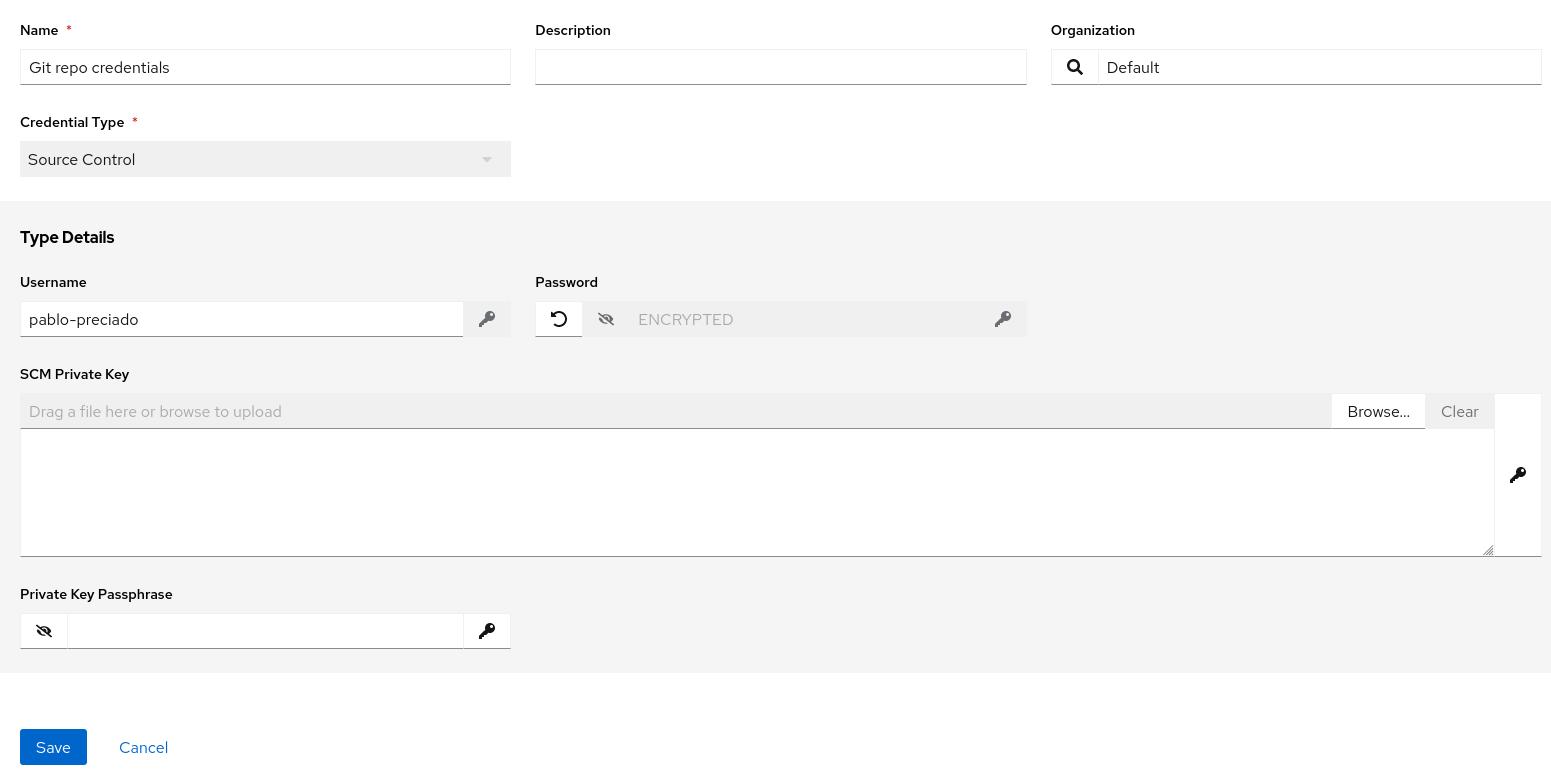 Name *
Description
Organization
Git repo credentials
Default
Credential Type *
Source Control
Type Details
Username
Password
pablo-preciado
ENCRYPTED
SCM Private Key
Drag a file here or browse to upload
Browse...
Clear
Private Key Passphrase
Save
Cancel